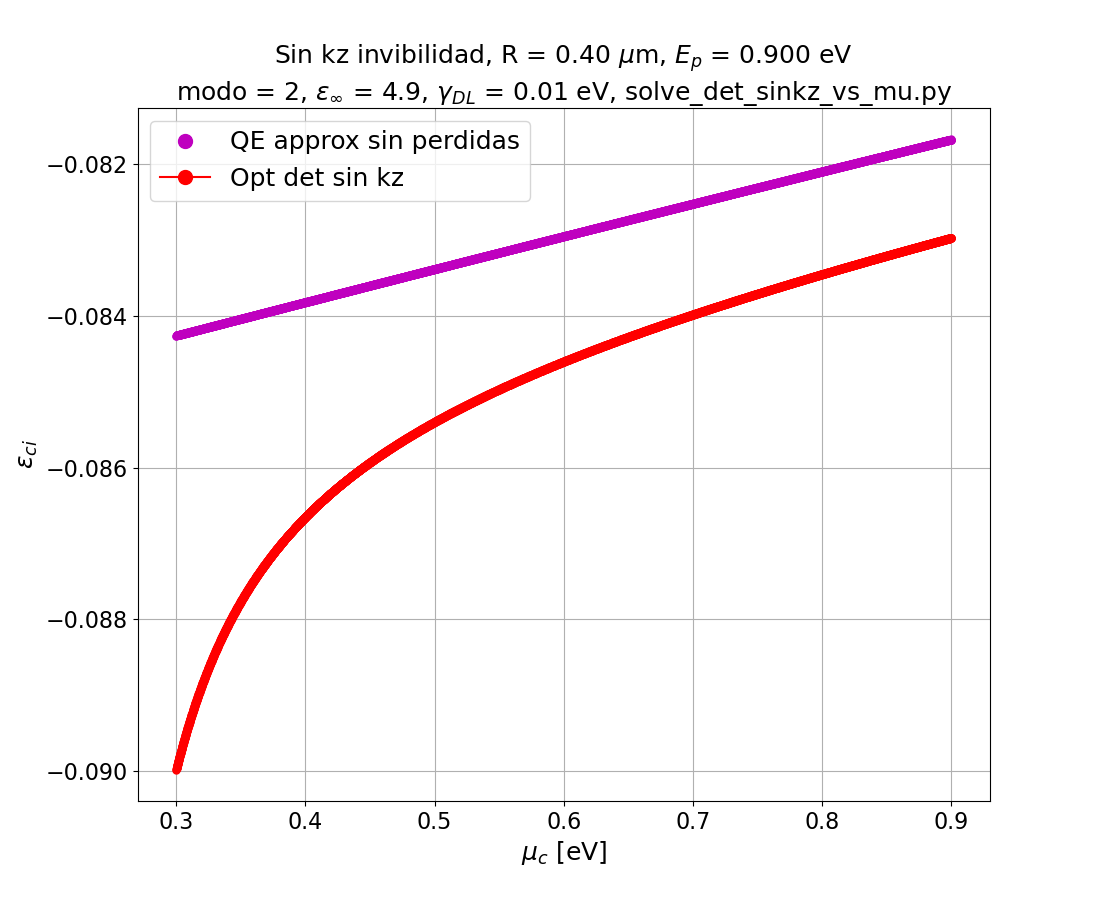 Sin kz invibilidad, R = 0.40 μm, E_p = 0.900 eV
modo = 2, ε_∞ = 4.9, γ_DL = 0.01 eV, solve_det_sinkz_vs_mu.py
QE approx sin perdidas
Opt det sin kz
−0.082
−0.084
−0.086
−0.088
−0.090
ε_ci
0.3 0.4 0.5 0.6 0.7 0.8 0.9
μ_c [eV]